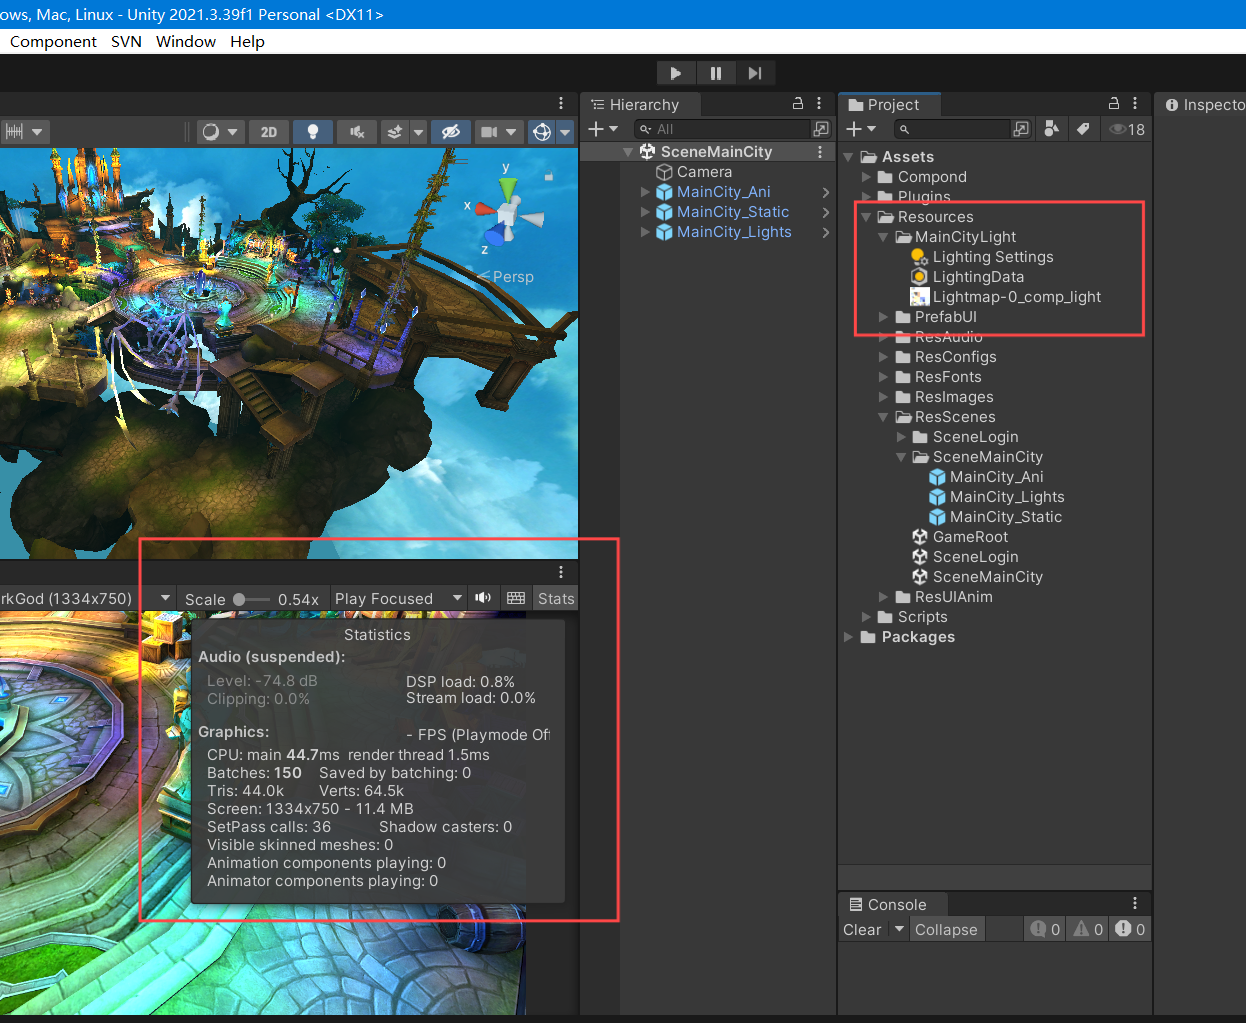 ows, Mac, Linux - Unity 2021.3.39f1 Personal <DX11>
Component SVN Window Help
Hierarchy
All
SceneMainCity
Camera
MainCity_Ani
MainCity_Static
MainCity_Lights
Project
18
Assets
Compond
Plugins
Resources
MainCityLight
Lighting Settings
LightingData
Lightmap-0_comp_light
PrefabUI
ResAudio
ResConfigs
ResFonts
ResImages
ResScenes
SceneLogin
SceneMainCity
MainCity_Ani
MainCity_Lights
MainCity_Static
GameRoot
SceneLogin
SceneMainCity
ResUIAnim
Scripts
Packages
Inspecto
2D
y
x
z
Persp
rkGod (1334x750) Scale 0.54x Play Focused Stats
Statistics
Audio (suspended):
Level: -74.8 dB DSP load: 0.8%
Clipping: 0.0% Stream load: 0.0%
Graphics: - FPS (Playmode Of
CPU: main 44.7ms render thread 1.5ms
Batches: 150 Saved by batching: 0
Tris: 44.0k Verts: 64.5k
Screen: 1334x750 - 11.4 MB
SetPass calls: 36 Shadow casters: 0
Visible skinned meshes: 0
Animation components playing: 0
Animator components playing: 0
Console
Clear Collapse 0 0 0